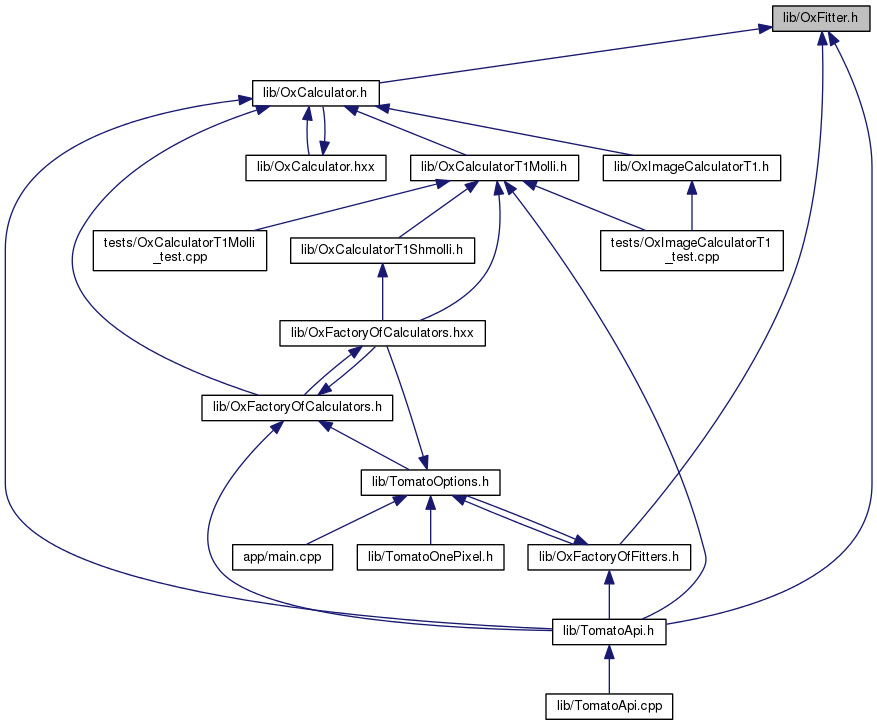 lib/OxFitter.h
lib/OxCalculator.h
lib/OxCalculator.hxx
lib/OxCalculatorT1Molli.h
lib/OxImageCalculatorT1.h
tests/OxCalculatorT1Molli
_test.cpp
lib/OxCalculatorT1Shmolli.h
tests/OxImageCalculatorT1
_test.cpp
lib/OxFactoryOfCalculators.hxx
lib/OxFactoryOfCalculators.h
lib/TomatoOptions.h
app/main.cpp
lib/TomatoOnePixel.h
lib/OxFactoryOfFitters.h
lib/TomatoApi.h
lib/TomatoApi.cpp